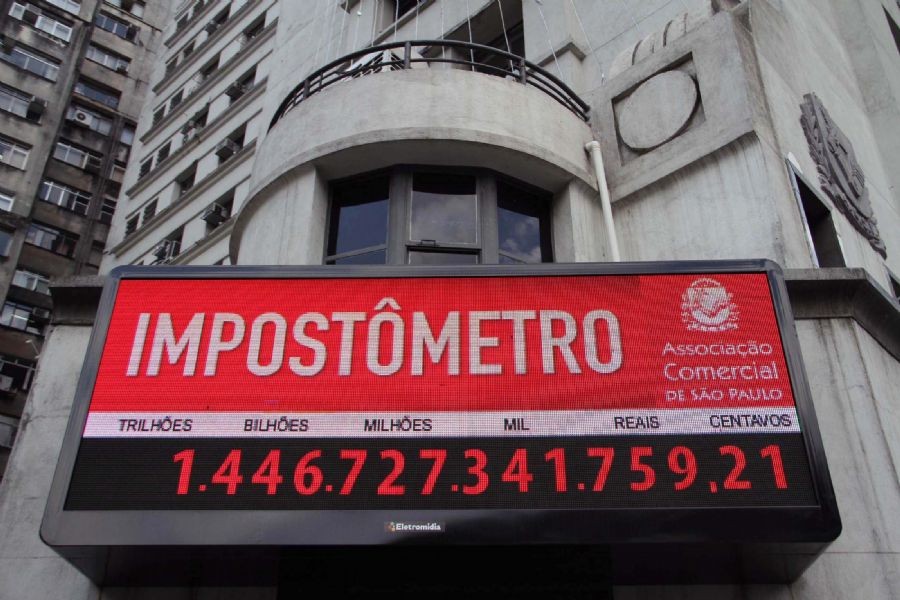 IMPOSTÔMETRO
Associação
Comercial
DE SÃO PAULO
TRILHÕES BILHÕES MILHÕES MIL REAIS CENTAVOS
1.446.727.341.759,21
Eletromidia